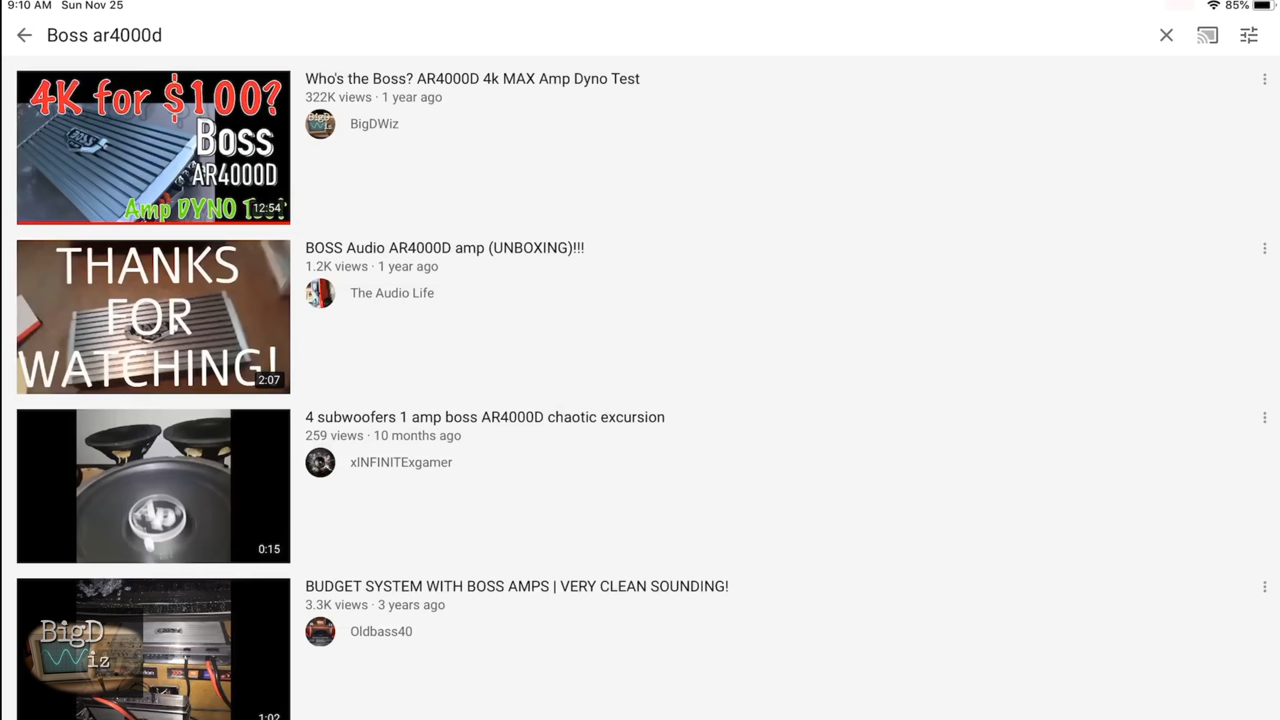 9:10 AM Sun Nov 25
85%
Boss ar4000d
4K for $100?
Boss
AR4000D
Amp DYNO Test
12:54
Who's the Boss? AR4000D 4k MAX Amp Dyno Test
322K views · 1 year ago
BigDWiz
THANKS
FOR
WATCHING!
2:07
BOSS Audio AR4000D amp (UNBOXING)!!!
1.2K views · 1 year ago
The Audio Life
0:15
4 subwoofers 1 amp boss AR4000D chaotic excursion
259 views · 10 months ago
xINFINITExgamer
BigD
iz
1:02
BUDGET SYSTEM WITH BOSS AMPS | VERY CLEAN SOUNDING!
3.3K views · 3 years ago
Oldbass40